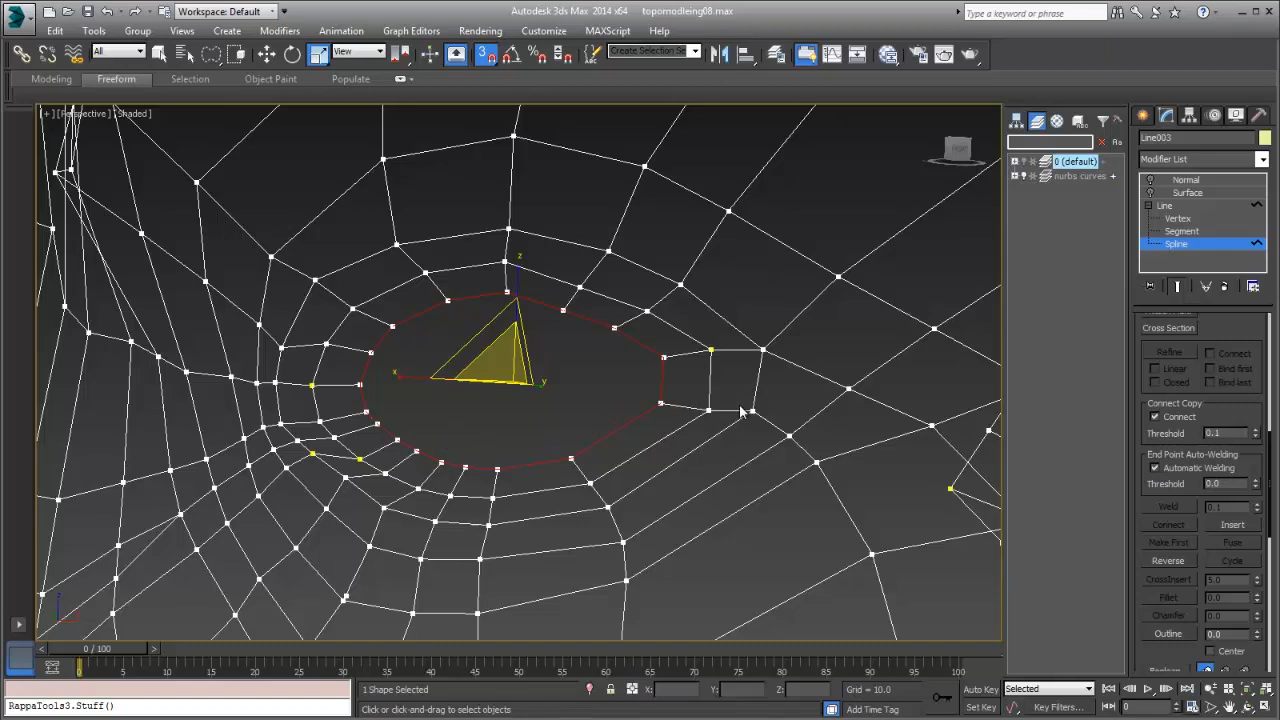 Workspace: Default
Autodesk 3ds Max 2014 x64 topomodleing08.max
Type a keyword or phrase
Edit Tools Group Views Create Modifiers Animation Graph Editors Rendering Customize MAXScript Help
All View 3 Create Selection Se
Modeling Freeform Selection Object Paint Populate
[+] [Perspective] [Shaded]
FRONT
z
x
y
0 (default)
nurbs curves
Line003
Modifier List
Normal
Surface
Line
Vertex
Segment
Spline
Cross Section
Refine Connect
Linear Bind first
Closed Bind last
Connect Copy
Connect
Threshold 0.1
End Point Auto-Welding
Automatic Welding
Threshold 0.0
Weld 0.1
Connect Insert
Make First Fuse
Reverse Cycle
CrossInsert 5.0
Fillet 0.0
Chamfer 0.0
Outline 0.0
Center
Boolean
0 / 100
0 5 10 15 20 25 30 35 40 45 50 55 60 65 70 75 80 85 90 95 100
1 Shape Selected X: Y: Z: Grid = 10.0 Auto Key Selected
RappaTools3.Stuff() Click or click-and-drag to select objects Add Time Tag Set Key Key Filters... 0